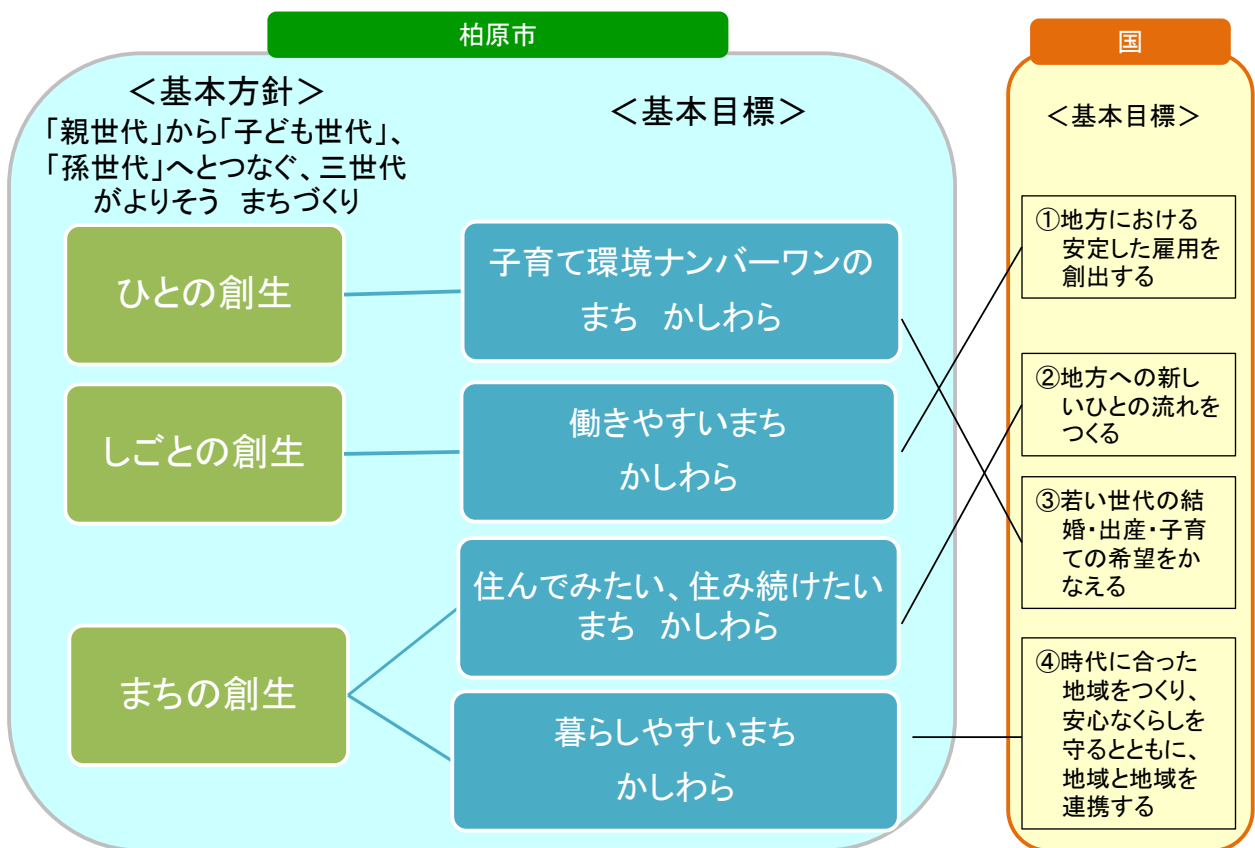 柏原市
<基本方針>
「親世代」から「子ども世代」、
「孫世代」へとつなぐ、三世代
がよりそう　まちづくり
<基本目標>
ひとの創生
子育て環境ナンバーワンの
まち　かしわら
しごとの創生
働きやすいまち
かしわら
まちの創生
住んでみたい、住み続けたい
まち　かしわら
暮らしやすいまち
かしわら
国
<基本目標>
①地方における
安定した雇用を
創出する
②地方への新し
いひとの流れを
つくる
③若い世代の結
婚・出産・子育
ての希望をか
なえる
④時代に合った
地域をつくり、
安心なくらしを
守るとともに、
地域と地域を
連携する